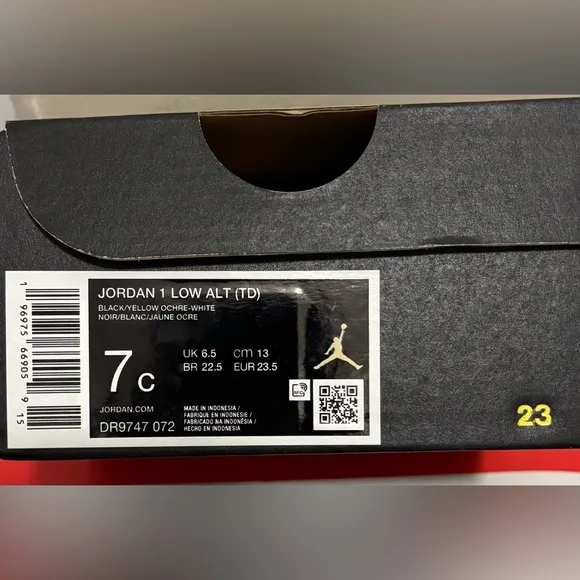 JORDAN 1 LOW ALT (TD)
BLACK/YELLOW OCHRE-WHITE
NOIR/BLANC/JAUNE OCRE
7C
UK 6.5 cm 13
BR 22.5 EUR 23.5
JORDAN.COM
DR9747 072
MADE IN INDONESIA/
FABRIQUE EN INDONESIE/
FABRICADO NA INDONÉSIA/
HECHO EN INDONESIA
1 96975 66905 9 15
23